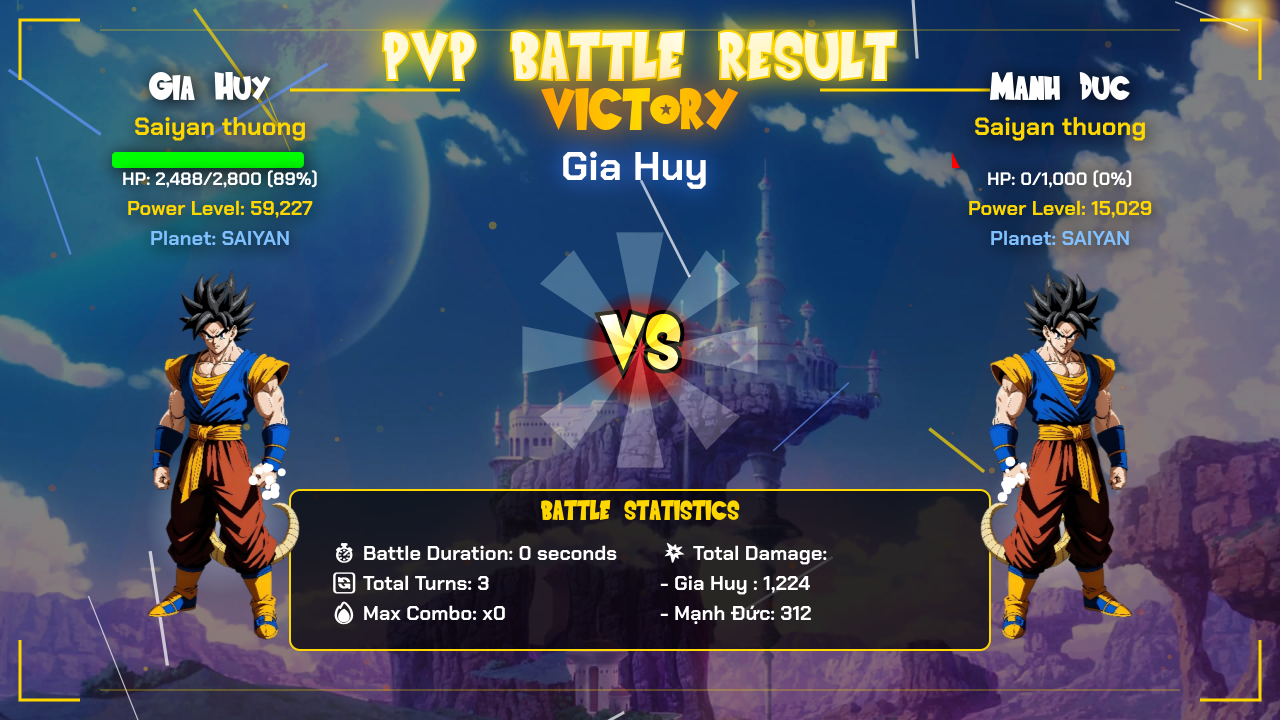 PVP BATTLE RESULT
VICTORY
Gia Huy
GIA HUY
Saiyan thuong
HP: 2,488/2,800 (89%)
Power Level: 59,227
Planet: SAIYAN
MANH DUC
Saiyan thuong
HP: 0/1,000 (0%)
Power Level: 15,029
Planet: SAIYAN
VS
BATTLE STATISTICS
Battle Duration: 0 seconds
Total Turns: 3
Max Combo: x0
Total Damage:
- Gia Huy : 1,224
- Mạnh Đức: 312